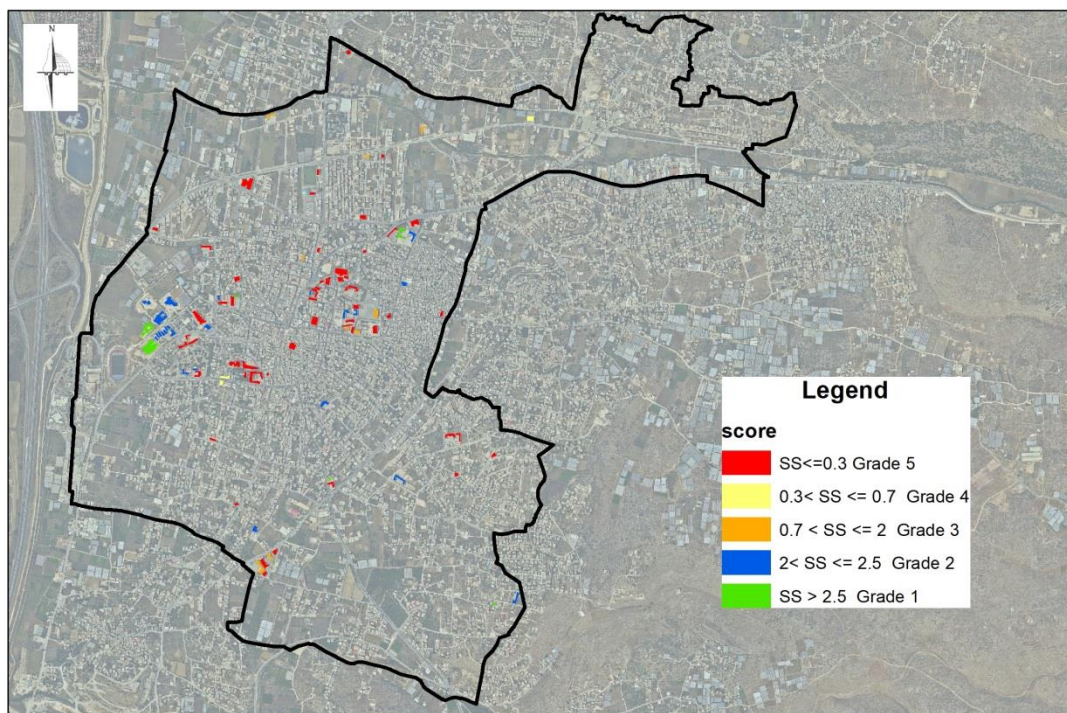 N
Legend
score
SS<=0.3 Grade 5
0.3< SS <= 0.7 Grade 4
0.7 < SS <= 2 Grade 3
2< SS <= 2.5 Grade 2
SS > 2.5 Grade 1